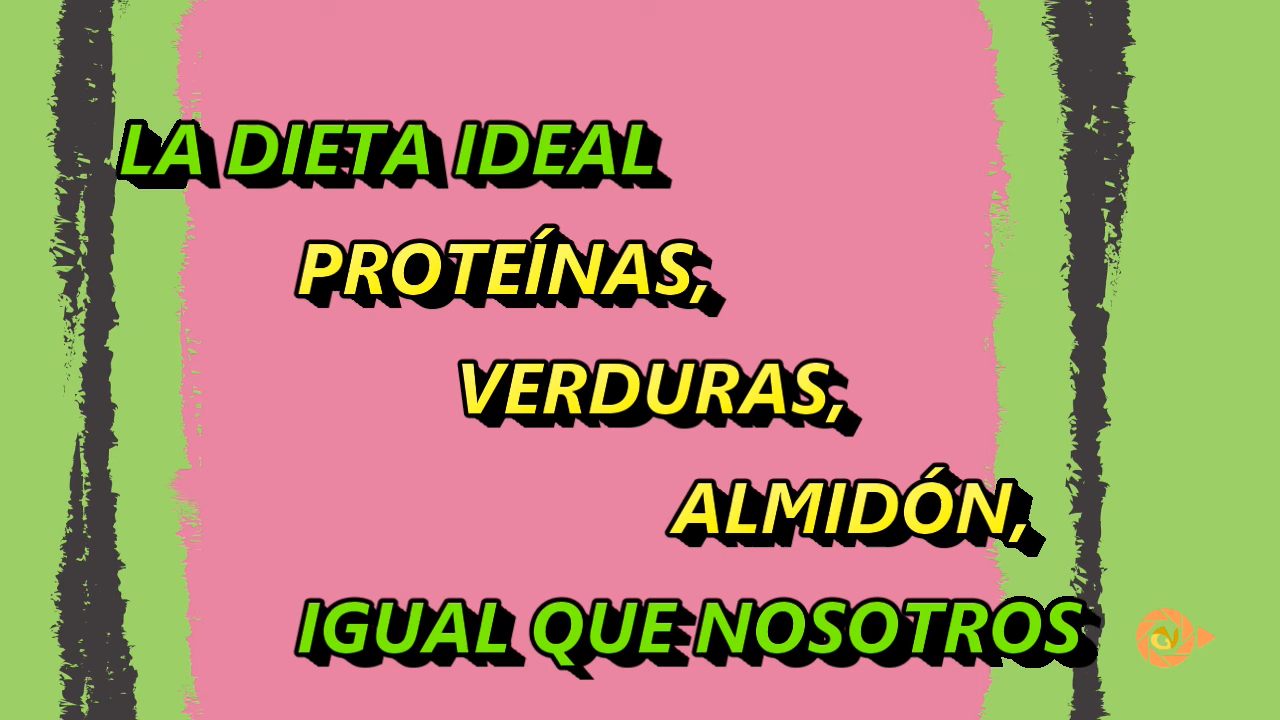 LA DIETA IDEAL
PROTEÍNAS,
VERDURAS,
ALMIDÓN,
IGUAL QUE NOSOTROS